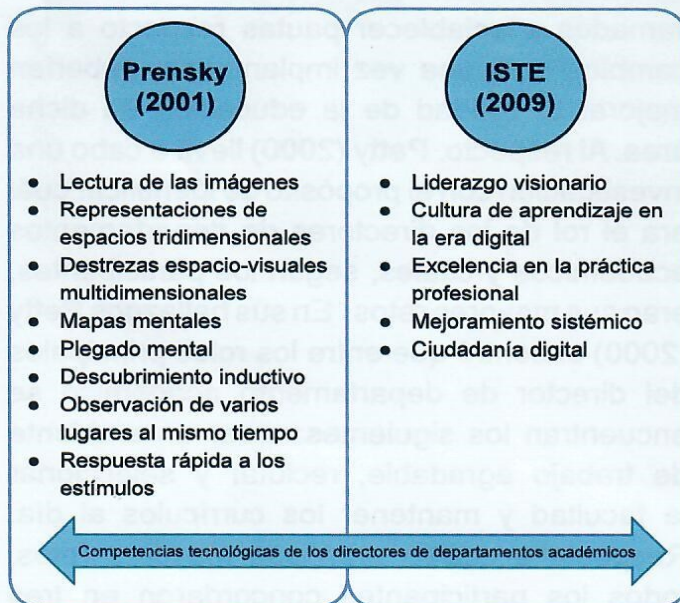 Prensky
(2001)
• Lectura de las imágenes
• Representaciones de
espacios tridimensionales
• Destrezas espacio-visuales
multidimensionales
• Mapas mentales
• Plegado mental
• Descubrimiento inductivo
• Observación de varios
lugares al mismo tiempo
• Respuesta rápida a los
estímulos
ISTE
(2009)
• Liderazgo visionario
• Cultura de aprendizaje en
la era digital
• Excelencia en la práctica
profesional
• Mejoramiento sistémico
• Ciudadanía digital
Competencias tecnológicas de los directores de departamentos académicos